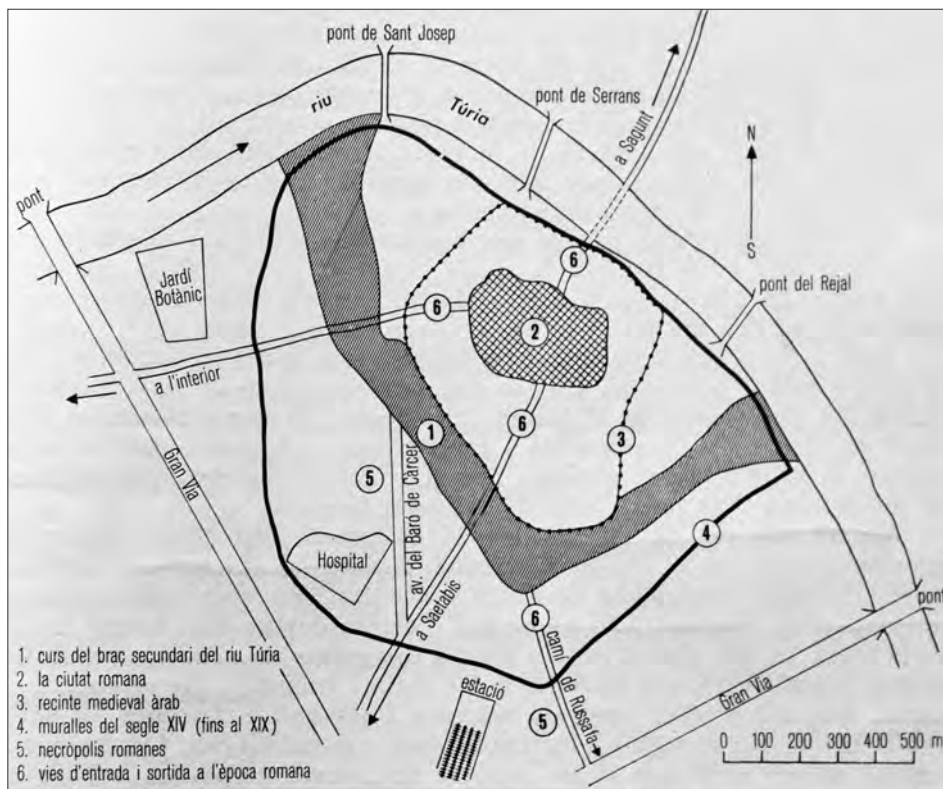 pont de Sant Josep
riu
Túria
pont de Serrans
a Sagunt
N
S
pont
Jardí
Botànic
pont del Rejal
6
6
2
a l'interior
6
1
3
5
4
Gran Via
av. del Baró de Càrcer
Hospital
a Saetabis
6
camí de Russafa
pont
estació
5
Gran Via
1. curs del braç secundari del riu Túria
2. la ciutat romana
3. recinte medieval àrab
4. muralles del segle XIV (fins al XIX)
5. necròpolis romanes
6. vies d'entrada i sortida a l'època romana
0 100 200 300 400 500 m